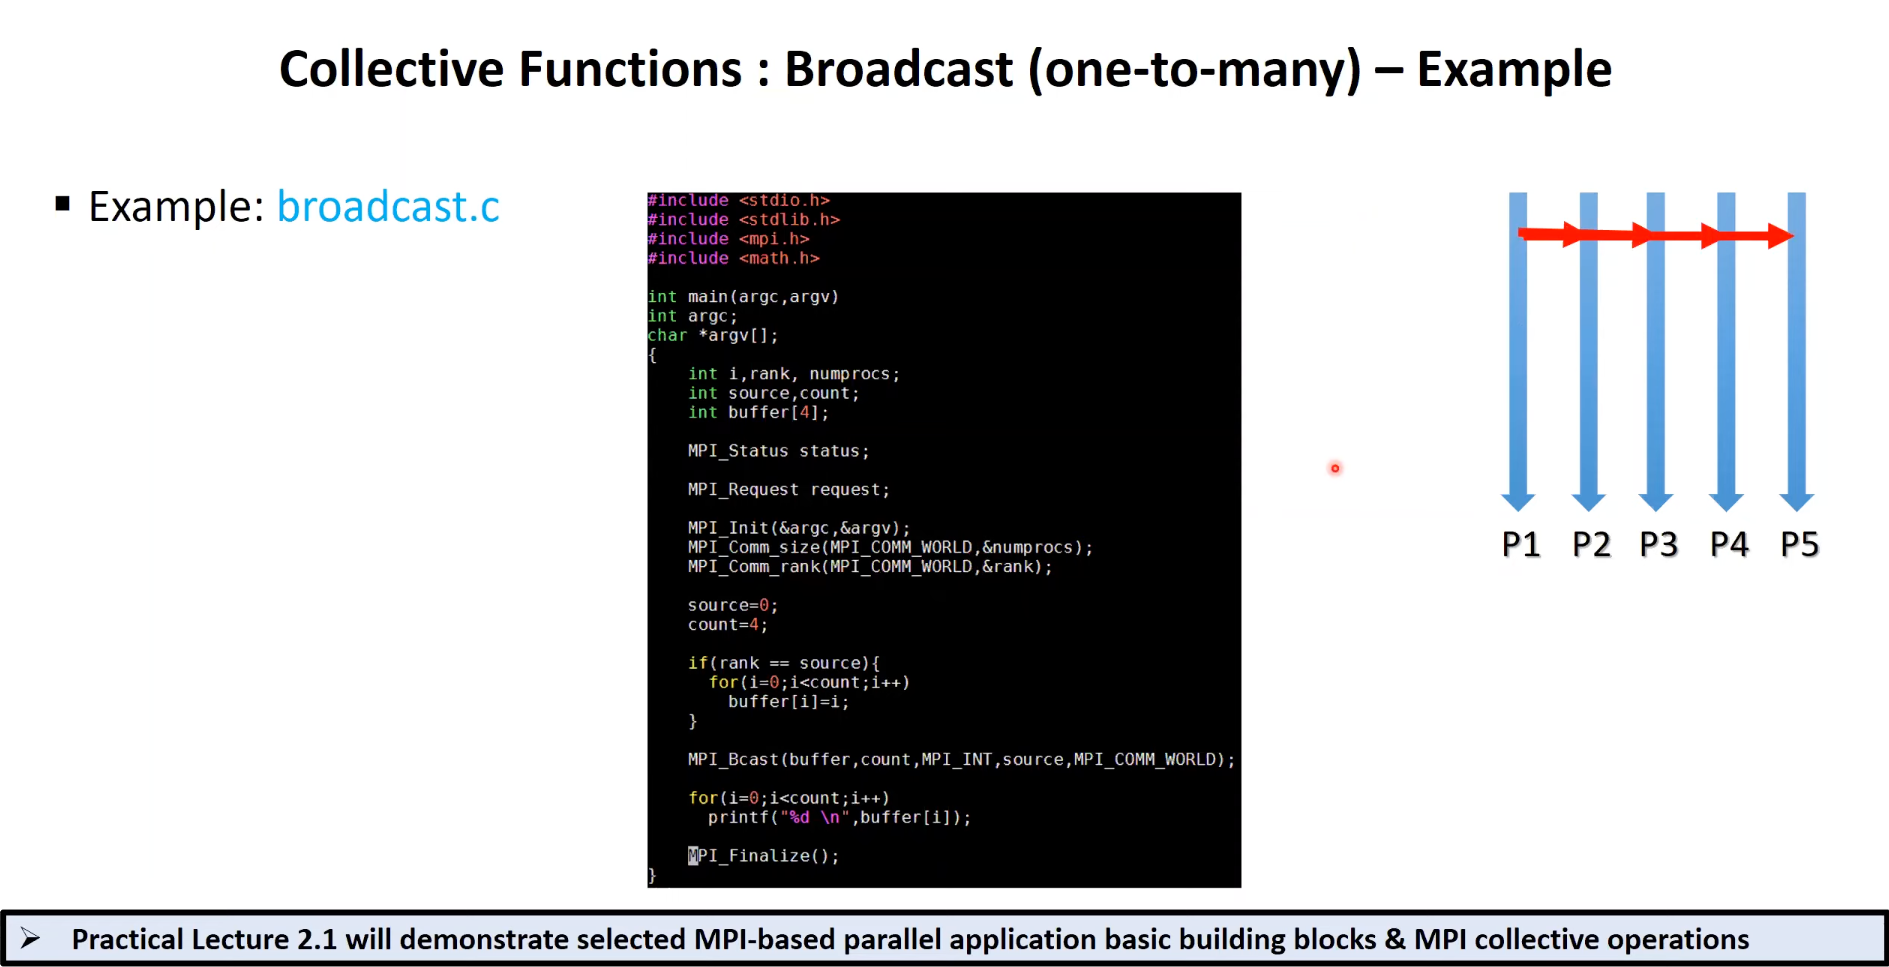 Collective Functions : Broadcast (one-to-many) – Example
▪ Example: broadcast.c
#include <stdio.h>
#include <stdlib.h>
#include <mpi.h>
#include <math.h>

int main(argc,argv)
int argc;
char *argv[];
{
    int i,rank, numprocs;
    int source,count;
    int buffer[4];

    MPI_Status status;

    MPI_Request request;

    MPI_Init(&argc,&argv);
    MPI_Comm_size(MPI_COMM_WORLD,&numprocs);
    MPI_Comm_rank(MPI_COMM_WORLD,&rank);

    source=0;
    count=4;

    if(rank == source){
      for(i=0;i<count;i++)
        buffer[i]=i;
    }

    MPI_Bcast(buffer,count,MPI_INT,source,MPI_COMM_WORLD);

    for(i=0;i<count;i++)
      printf("%d \n",buffer[i]);

    MPI_Finalize();
}
P1 P2 P3 P4 P5
➢ Practical Lecture 2.1 will demonstrate selected MPI-based parallel application basic building blocks & MPI collective operations